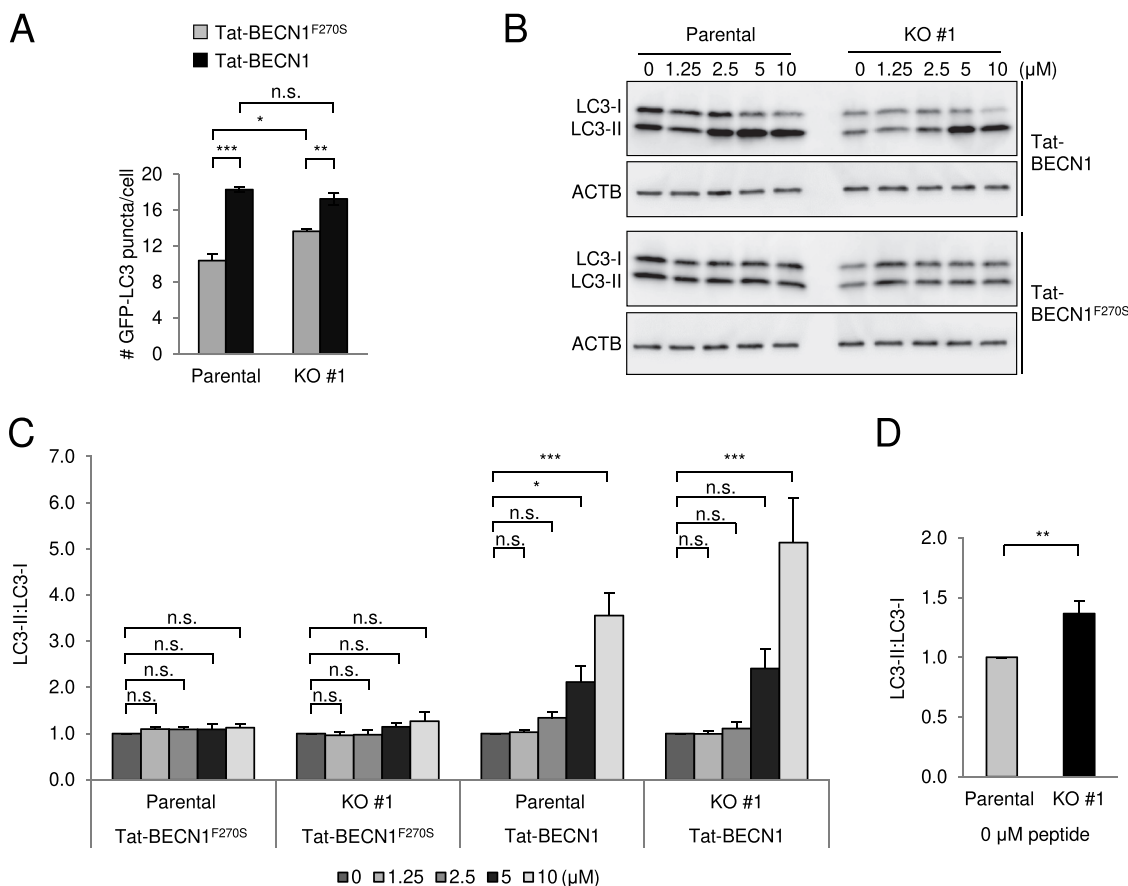 A
Tat-BECN1F270S
Tat-BECN1
n.s.
*
*** **
# GFP-LC3 puncta/cell
20
16
12
8
4
0
Parental KO #1
B
Parental KO #1
0 1.25 2.5 5 10 0 1.25 2.5 5 10 (μM)
LC3-I
LC3-II
Tat-
BECN1
ACTB
LC3-I
LC3-II
Tat-
BECN1F270S
ACTB
C
LC3-II:LC3-I
7.0
6.0
5.0
4.0
3.0
2.0
1.0
0.0
n.s.
n.s.
n.s.
n.s.
n.s.
n.s.
n.s.
n.s.
***
*
n.s.
n.s.
***
n.s.
n.s.
n.s.
Parental KO #1 Parental KO #1
Tat-BECN1F270S Tat-BECN1F270S Tat-BECN1 Tat-BECN1
0 1.25 2.5 5 10 (μM)
D
LC3-II:LC3-I
2.0
1.5
1.0
0.5
0.0
**
Parental KO #1
0 μM peptide